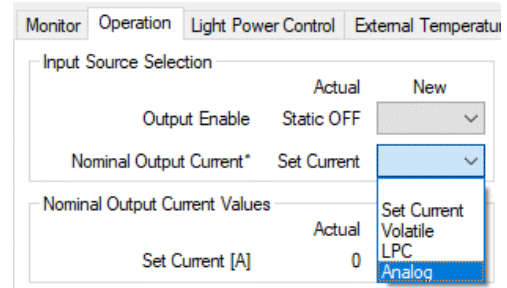 Monitor Operation Light Power Control External Temperatur
Input Source Selection
Actual New
Output Enable Static OFF
Nominal Output Current* Set Current
Nominal Output Current Values
Actual
Set Current [A] 0
Set Current
Volatile
LPC
Analog